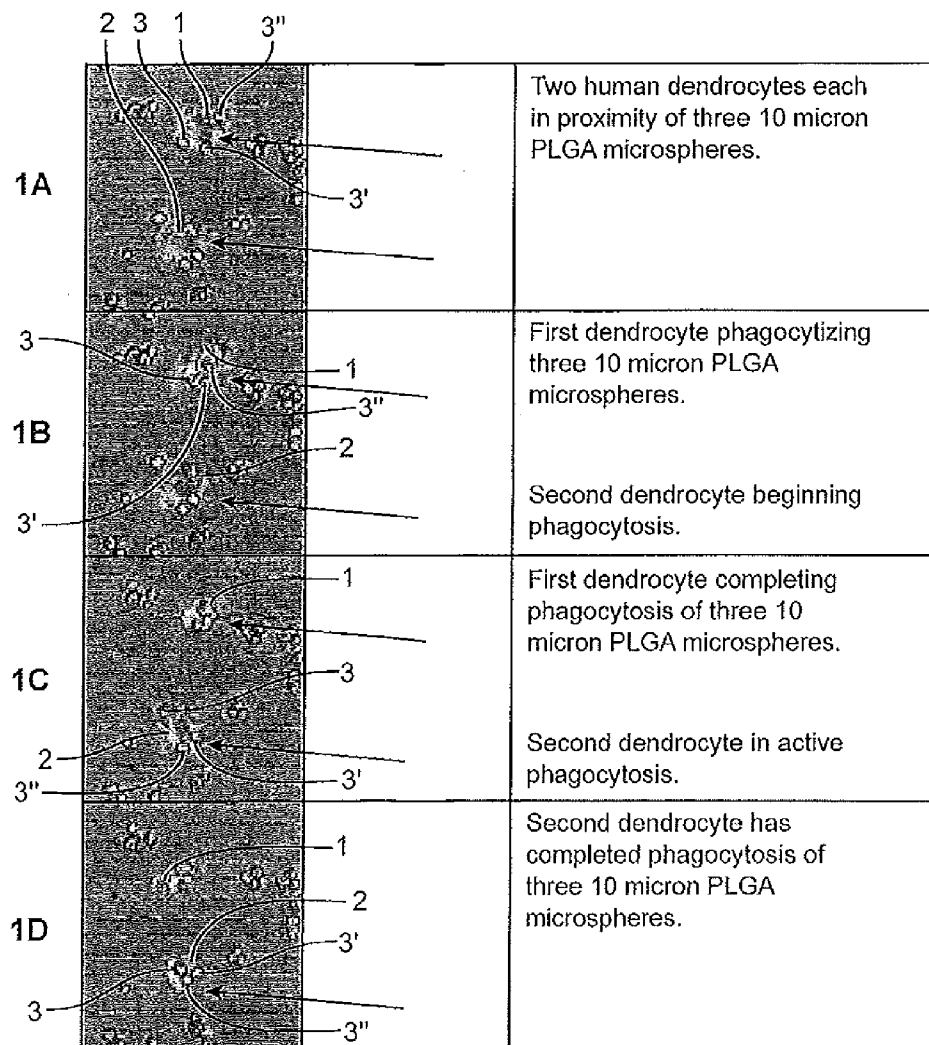 2 3 1 3"
1A
3'
Two human dendrocytes each
in proximity of three 10 micron
PLGA microspheres.
3
1
3"
1B
2
3'
First dendrocyte phagocytizing
three 10 micron PLGA
microspheres.
Second dendrocyte beginning
phagocytosis.
1
3
1C
2
3"
3'
First dendrocyte completing
phagocytosis of three 10
micron PLGA microspheres.
Second dendrocyte in active
phagocytosis.
1
2
1D
3'
3
3"
Second dendrocyte has
completed phagocytosis of
three 10 micron PLGA
microspheres.